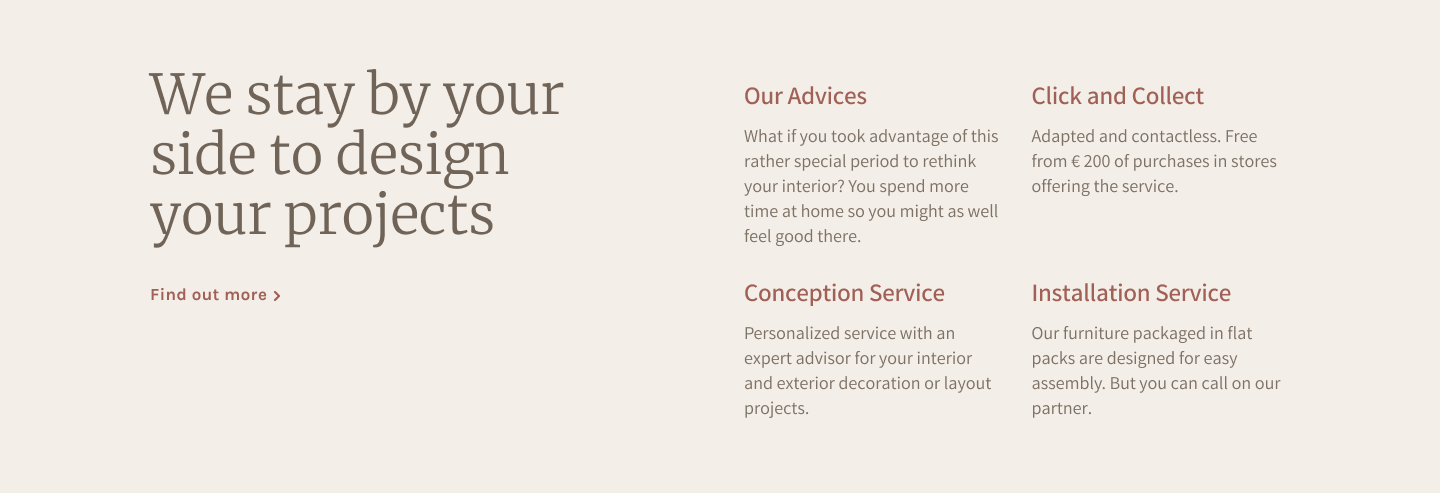 We stay by your
side to design
your projects
Find out more
Our Advices
What if you took advantage of this
rather special period to rethink
your interior? You spend more
time at home so you might as well
feel good there.
Click and Collect
Adapted and contactless. Free
from € 200 of purchases in stores
offering the service.
Conception Service
Personalized service with an
expert advisor for your interior
and exterior decoration or layout
projects.
Installation Service
Our furniture packaged in flat
packs are designed for easy
assembly. But you can call on our
partner.